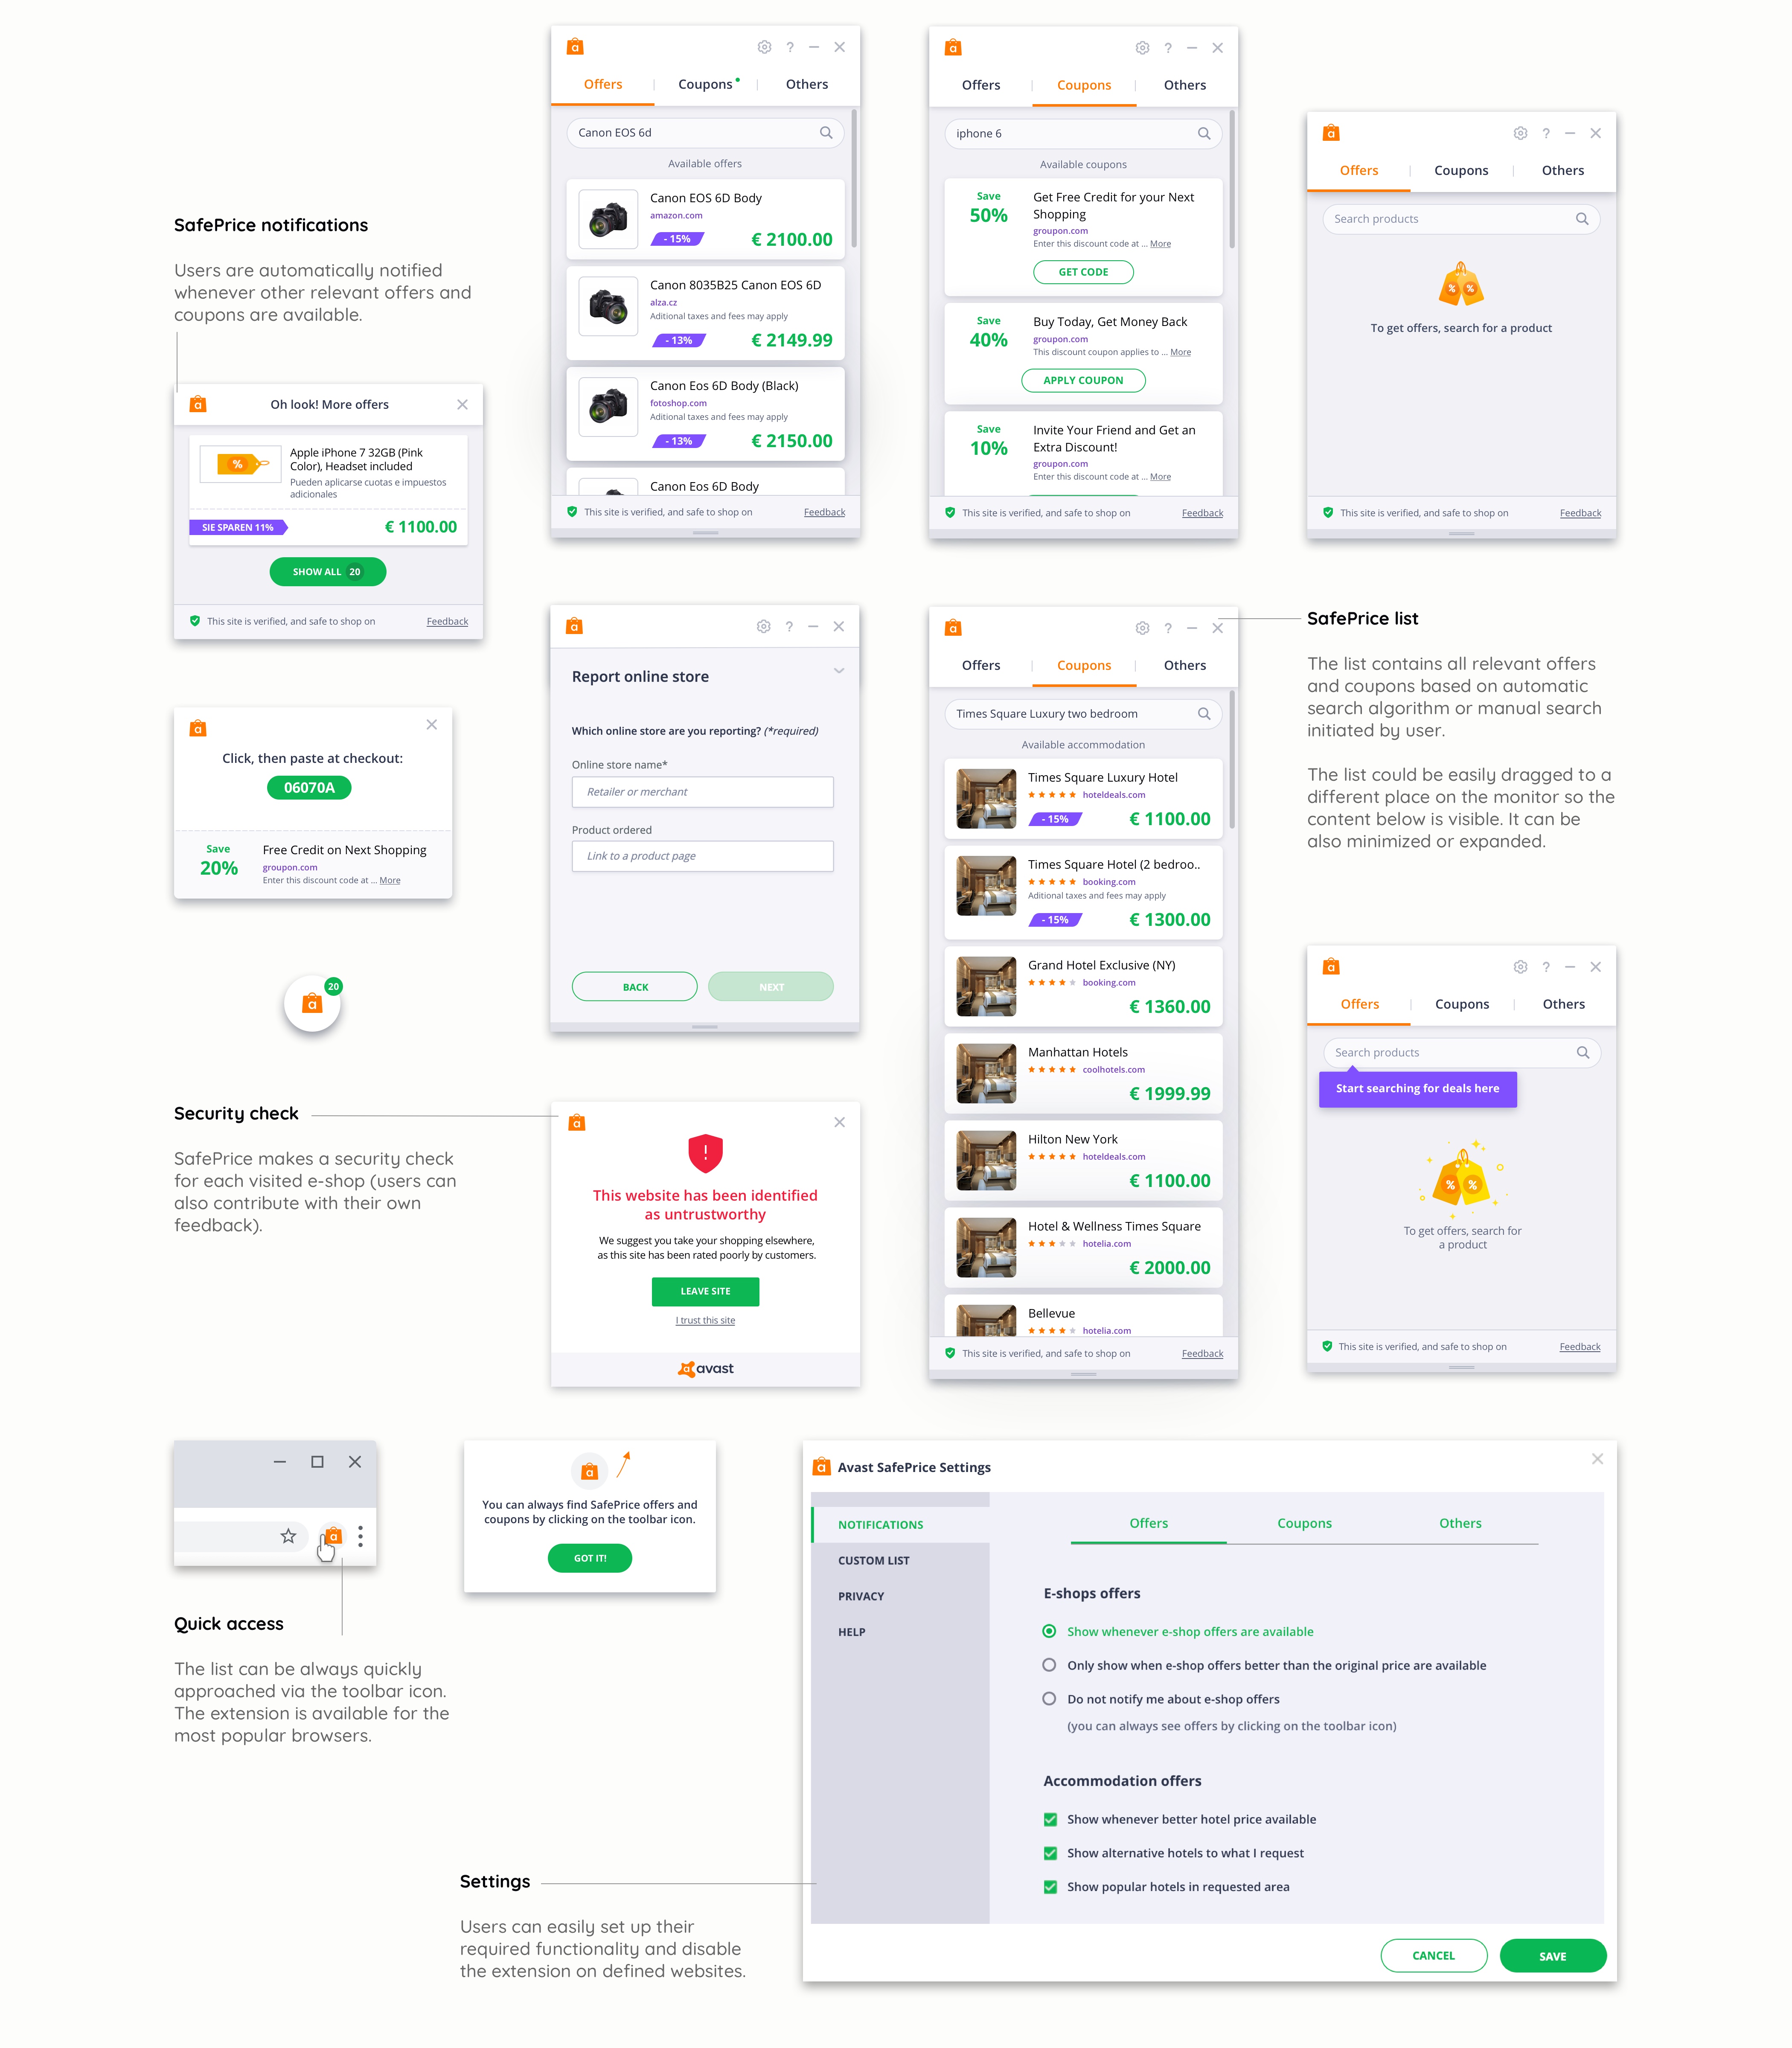 SafePrice notifications
Users are automatically notified
whenever other relevant offers and
coupons are available.
a
Oh look! More offers
%
Apple iPhone 7 32GB (Pink
Color), Headset included
Pueden aplicarse cuotas e impuestos
adicionales
SIE SPAREN 11%
€ 1100.00
SHOW ALL 20
This site is verified, and safe to shop on
Feedback
a
Click, then paste at checkout:
06070A
Save
20%
Free Credit on Next Shopping
groupon.com
Enter this discount code at ... More
a
20
a
?
Offers
Coupons
Others
Canon EOS 6d
Available offers
Canon EOS 6D Body
amazon.com
- 15%
€ 2100.00
Canon 8035B25 Canon EOS 6D
alza.cz
Aditional taxes and fees may apply
- 13%
€ 2149.99
Canon Eos 6D Body (Black)
fotoshop.com
Aditional taxes and fees may apply
- 13%
€ 2150.00
Canon Eos 6D Body
This site is verified, and safe to shop on
Feedback
a
?
Offers
Coupons
Others
iphone 6
Available coupons
Save
50%
Get Free Credit for your Next
Shopping
groupon.com
Enter this discount code at ... More
GET CODE
Save
40%
Buy Today, Get Money Back
groupon.com
This discount coupon applies to ... More
APPLY COUPON
Save
10%
Invite Your Friend and Get an
Extra Discount!
groupon.com
Enter this discount code at ... More
This site is verified, and safe to shop on
Feedback
a
?
Offers
Coupons
Others
Search products
% %
To get offers, search for a product
This site is verified, and safe to shop on
Feedback
a
?
Report online store
Which online store are you reporting? (*required)
Online store name*
Retailer or merchant
Product ordered
Link to a product page
BACK
NEXT
a
?
Offers
Coupons
Others
Times Square Luxury two bedroom
Available accommodation
Times Square Luxury Hotel
hoteldeals.com
- 15%
€ 1100.00
Times Square Hotel (2 bedroo..
booking.com
Aditional taxes and fees may apply
- 15%
€ 1300.00
Grand Hotel Exclusive (NY)
booking.com
€ 1360.00
Manhattan Hotels
coolhotels.com
€ 1999.99
Hilton New York
hoteldeals.com
€ 1100.00
Hotel & Wellness Times Square
hotelia.com
€ 2000.00
Bellevue
hotelia.com
This site is verified, and safe to shop on
Feedback
SafePrice list
The list contains all relevant offers
and coupons based on automatic
search algorithm or manual search
initiated by user.
The list could be easily dragged to a
different place on the monitor so the
content below is visible. It can be
also minimized or expanded.
a
?
Offers
Coupons
Others
Search products
Start searching for deals here
% %
To get offers, search for
a product
This site is verified, and safe to shop on
Feedback
Security check
SafePrice makes a security check
for each visited e-shop (users can
also contribute with their own
feedback).
a
!
This website has been identified
as untrustworthy
We suggest you take your shopping elsewhere,
as this site has been rated poorly by customers.
LEAVE SITE
I trust this site
avast
a
Quick access
The list can be always quickly
approached via the toolbar icon.
The extension is available for the
most popular browsers.
a
You can always find SafePrice offers and
coupons by clicking on the toolbar icon.
GOT IT!
a
Avast SafePrice Settings
NOTIFICATIONS
CUSTOM LIST
PRIVACY
HELP
Offers
Coupons
Others
E-shops offers
Show whenever e-shop offers are available
Only show when e-shop offers better than the original price are available
Do not notify me about e-shop offers
(you can always see offers by clicking on the toolbar icon)
Accommodation offers
Show whenever better hotel price available
Show alternative hotels to what I request
Show popular hotels in requested area
CANCEL
SAVE
Settings
Users can easily set up their
required functionality and disable
the extension on defined websites.